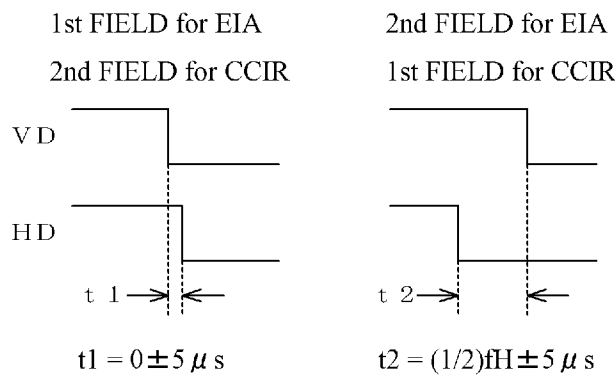 1st FIELD for EIA
2nd FIELD for CCIR
2nd FIELD for EIA
1st FIELD for CCIR
VD
HD
t 1
t 2
t1 = 0±5 μ s
t2 = (1/2)fH±5 μ s